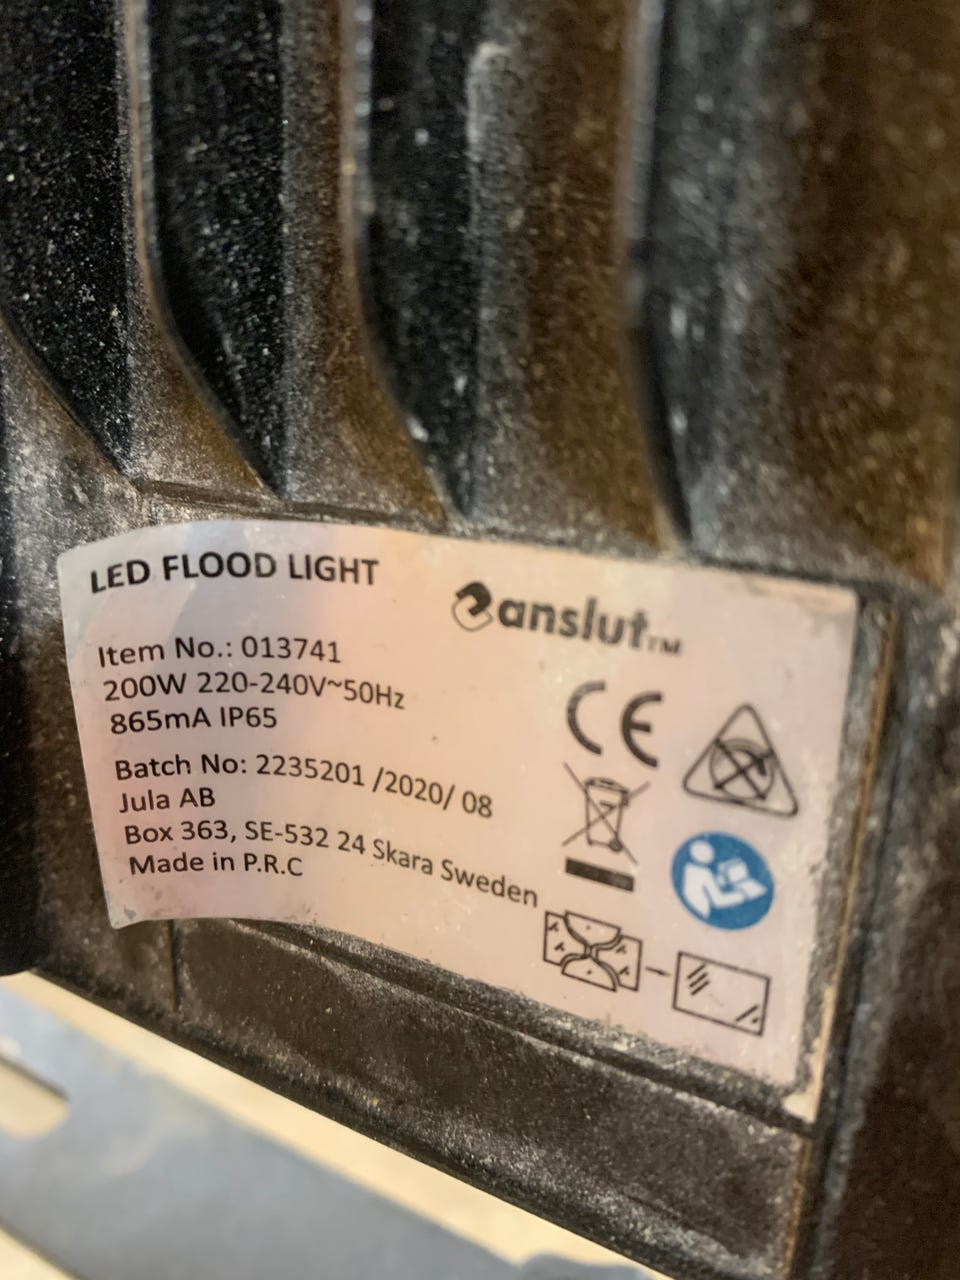 LED FLOOD LIGHT
anslut™
Item No.: 013741
200W 220-240V~50Hz
865mA IP65
CE
Batch No: 2235201 /2020/ 08
Jula AB
Box 363, SE-532 24 Skara Sweden
Made in P.R.C